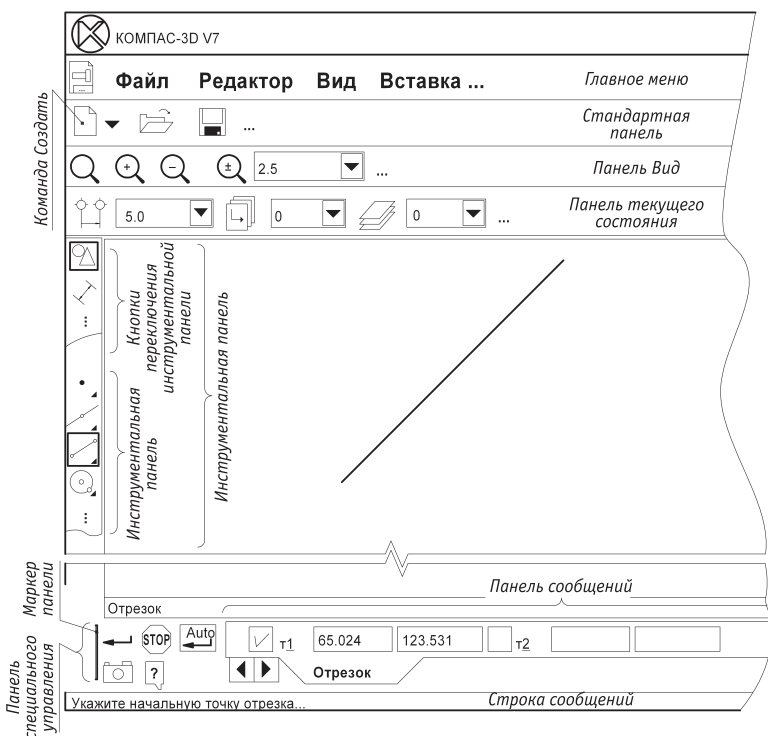 КОМПАС-3D V7
Файл Редактор Вид Вставка ...
Главное меню
Команда Создать
...
Стандартная
панель
2.5
...
Панель Вид
5.0
0
0
...
Панель текущего
состояния
...
Кнопки
переключения
инструментальной
панели
Инструментальная панель
Инструментальная
панель
...
Маркер
панели
Панель сообщений
Отрезок
Панель
специального
управления
STOP
Auto
т1
65.024
123.531
т2
?
Отрезок
Укажите начальную точку отрезка...
Строка сообщений